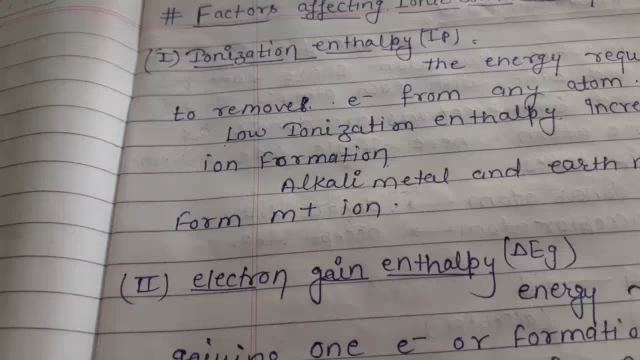 # Factors affecting
(I) Ionization enthalpy (IP).
the energy requ
to removes e- from any atom
Low Ionization enthalpy Incre
ion Formation
Alkali metal and earth
Form m+ ion.
(II) electron gain enthalpy (ΔEg)
energy
gaining one e- or formatio